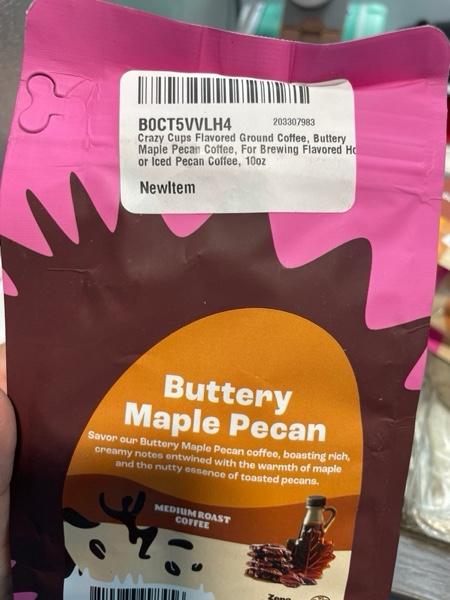 B0CT5VVLH4 203307983
Crazy Cups Flavored Ground Coffee, Buttery
Maple Pecan Coffee, For Brewing Flavored Ho
or Iced Pecan Coffee, 10oz
NewItem
Buttery
Maple Pecan
Savor our Buttery Maple Pecan coffee, boasting rich,
creamy notes entwined with the warmth of maple
and the nutty essence of toasted pecans.
MEDIUM ROAST
COFFEE